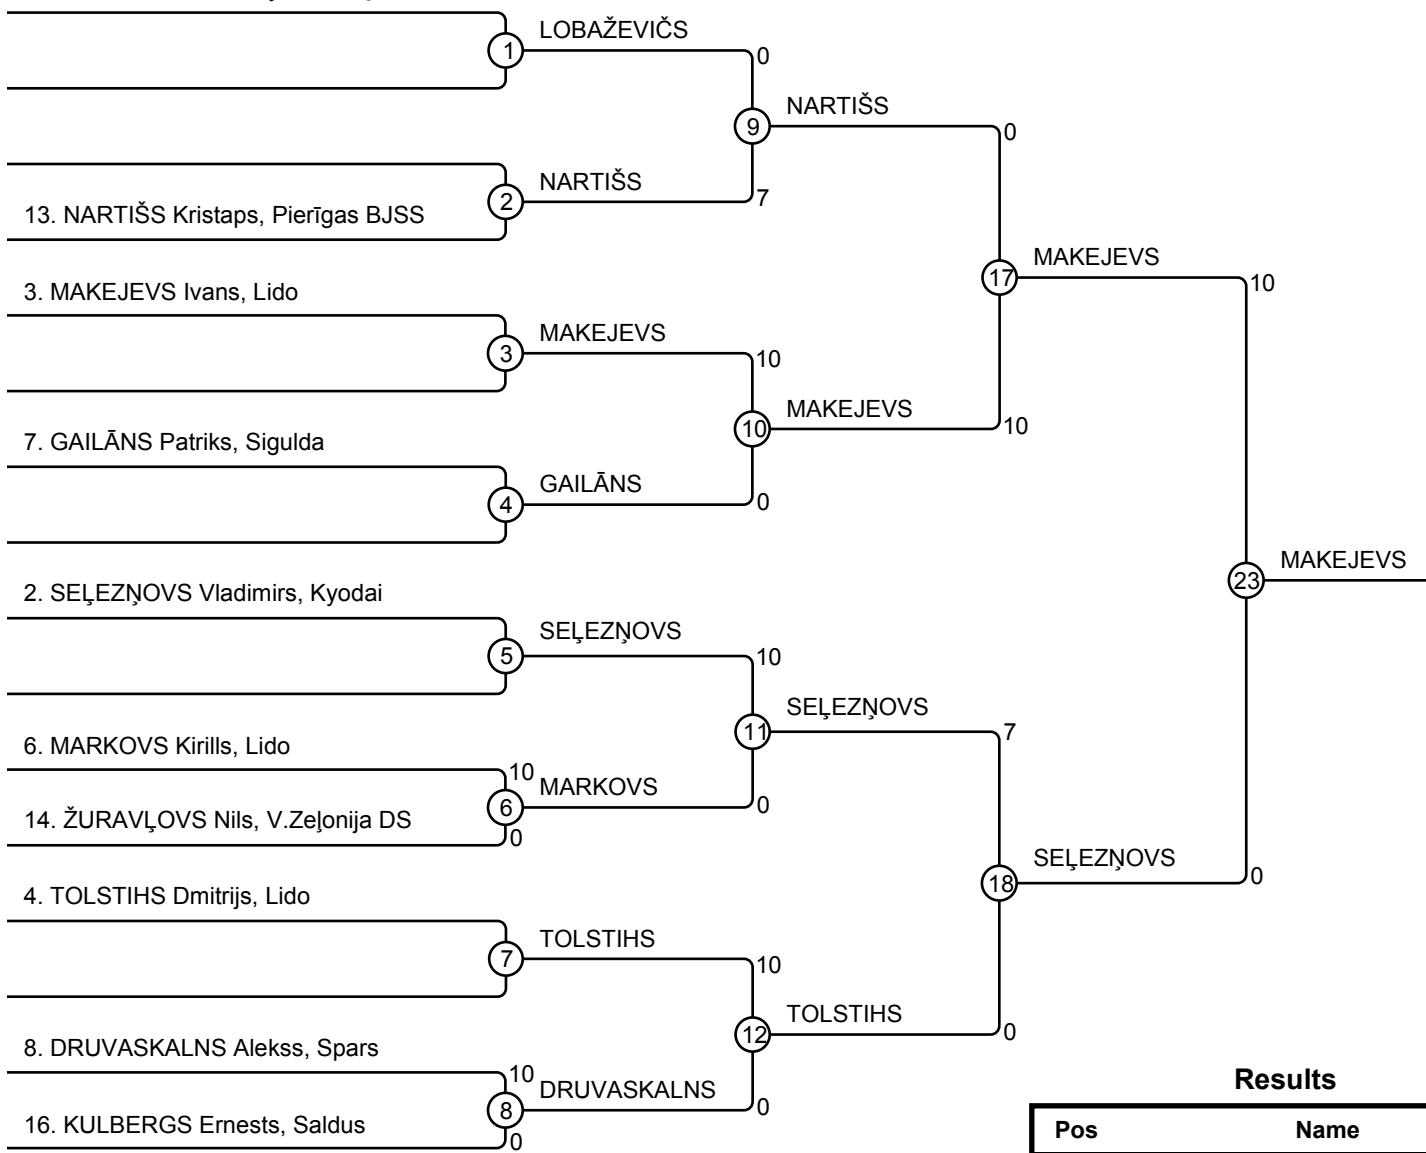 LOBAŽEVIČS
1
0
NARTIŠS
9
0
NARTIŠS
2
7
13. NARTIŠS Kristaps, Pierīgas BJSS
MAKEJEVS
17
10
3. MAKEJEVS Ivans, Lido
MAKEJEVS
3
10
MAKEJEVS
10
10
7. GAILĀNS Patriks, Sigulda
GAILĀNS
4
0
MAKEJEVS
23
2. SEĻEZŅOVS Vladimirs, Kyodai
SEĻEZŅOVS
5
10
SEĻEZŅOVS
11
7
6. MARKOVS Kirills, Lido
10
MARKOVS
6
0
14. ŽURAVĻOVS Nils, V.Zeļonija DS
0
SEĻEZŅOVS
18
0
4. TOLSTIHS Dmitrijs, Lido
TOLSTIHS
7
10
TOLSTIHS
12
0
8. DRUVASKALNS Alekss, Spars
10
DRUVASKALNS
8
0
16. KULBERGS Ernests, Saldus
0
Results
Pos Name